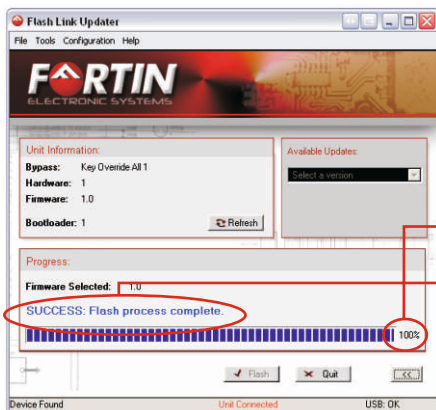 Flash Link Updater
File Tools Configuration Help
FORTIN
ELECTRONIC SYSTEMS
Unit Information:
Bypass: Key Override All 1
Hardware: 1
Firmware: 1.0
Bootloader: 1
Refresh
Available Updates:
Select a version
Progress:
Firmware Selected: 1.0
SUCCESS: Flash process complete.
100%
Flash
Quit
<<
Device Found Unit Connected USB: OK